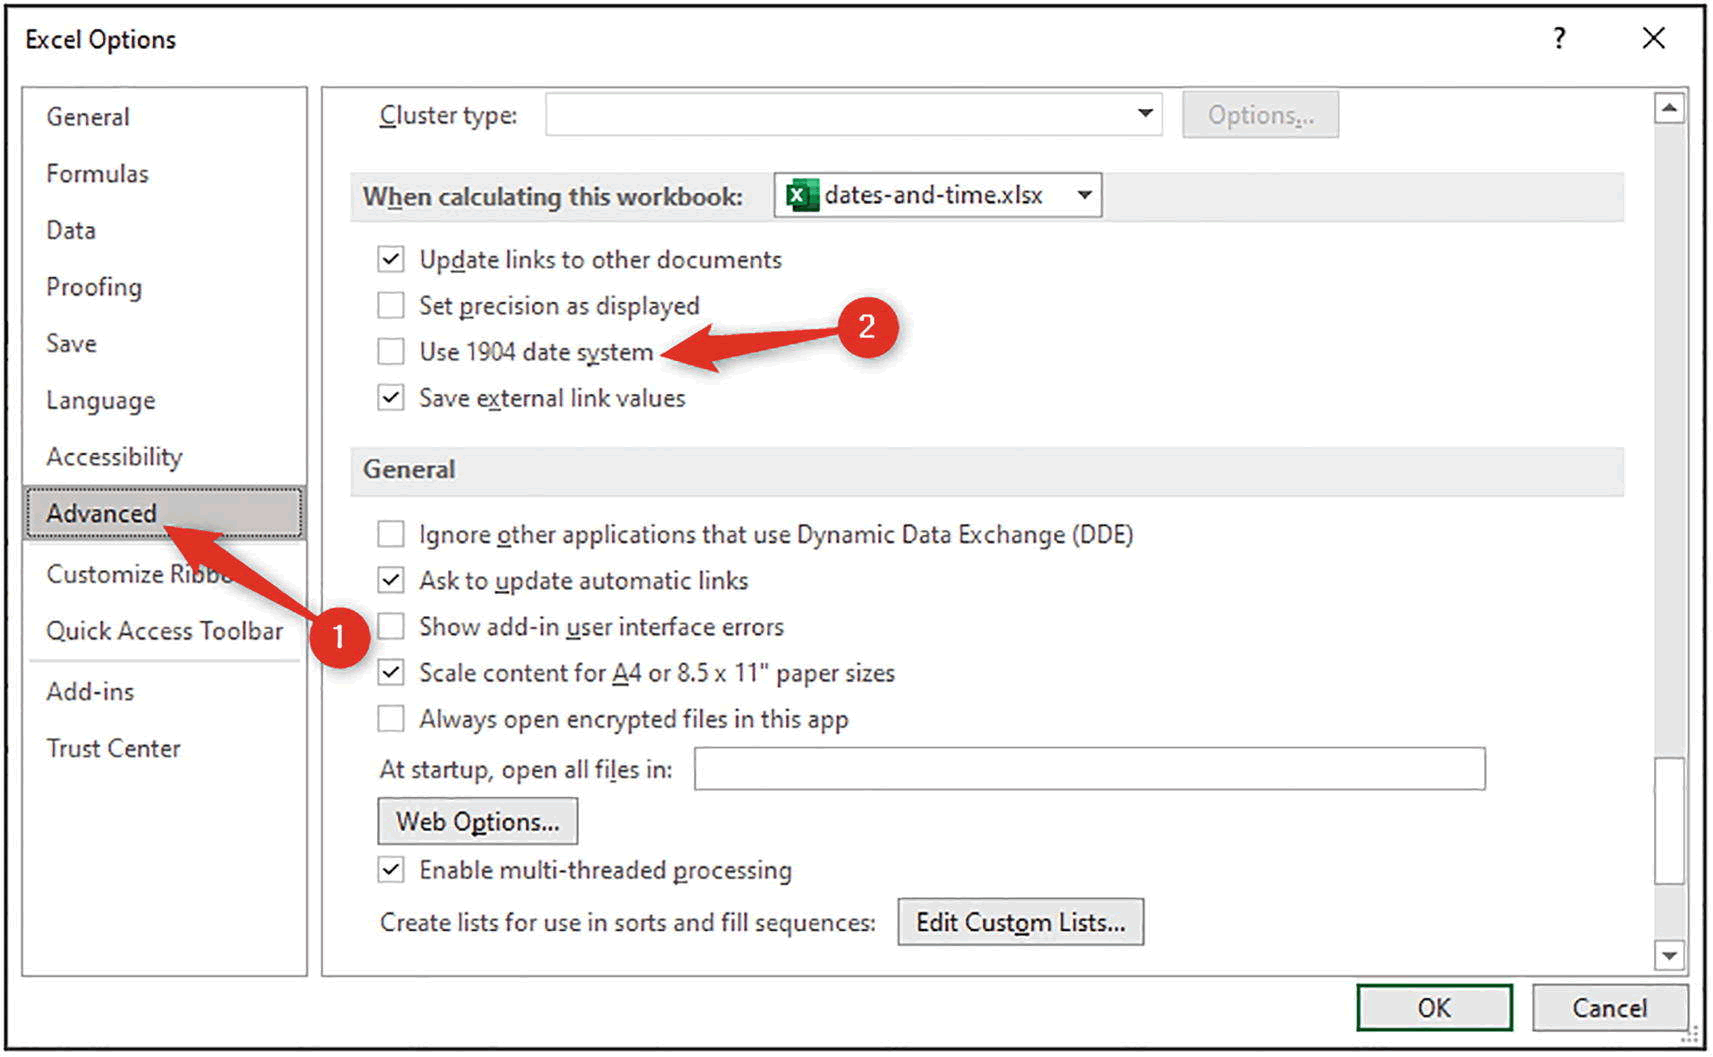 Excel Options
?
General
Formulas
Data
Proofing
Save
Language
Accessibility
Advanced
Customize
Quick Access Toolbar
Add-ins
Trust Center
1
Cluster type:
Options...
When calculating this workbook:
dates-and-time.xlsx
Update links to other documents
Set precision as displayed
Use 1904 date system
2
Save external link values
General
Ignore other applications that use Dynamic Data Exchange (DDE)
Ask to update automatic links
Show add-in user interface errors
Scale content for A4 or 8.5 x 11" paper sizes
Always open encrypted files in this app
At startup, open all files in:
Web Options...
Enable multi-threaded processing
Create lists for use in sorts and fill sequences:
Edit Custom Lists...
OK
Cancel